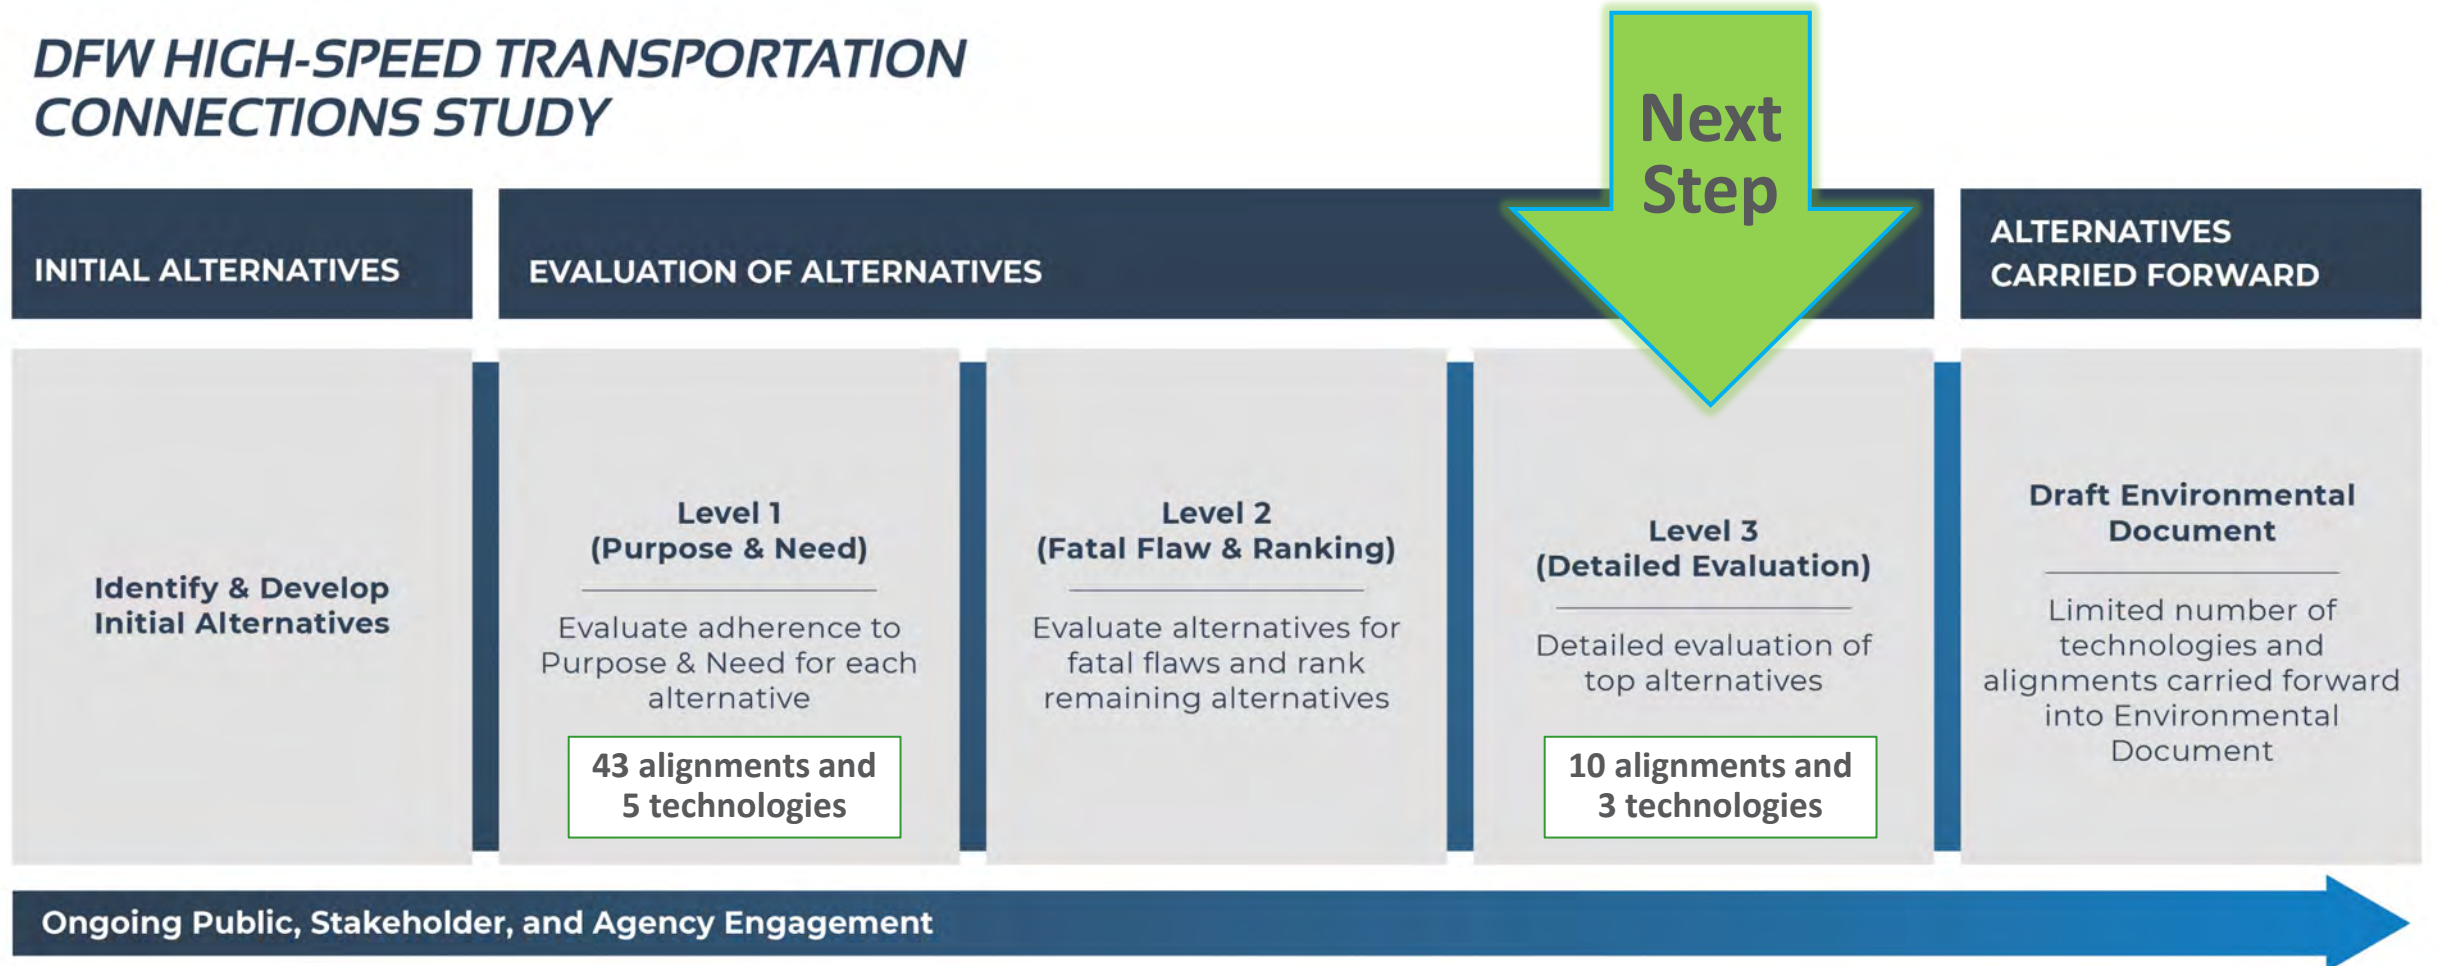 DFW HIGH-SPEED TRANSPORTATION
CONNECTIONS STUDY
Next
Step
INITIAL ALTERNATIVES
EVALUATION OF ALTERNATIVES
ALTERNATIVES
CARRIED FORWARD
Identify & Develop
Initial Alternatives
Level 1
(Purpose & Need)
Evaluate adherence to
Purpose & Need for each
alternative
43 alignments and
5 technologies
Level 2
(Fatal Flaw & Ranking)
Evaluate alternatives for
fatal flaws and rank
remaining alternatives
Level 3
(Detailed Evaluation)
Detailed evaluation of
top alternatives
10 alignments and
3 technologies
Draft Environmental
Document
Limited number of
technologies and
alignments carried forward
into Environmental
Document
Ongoing Public, Stakeholder, and Agency Engagement